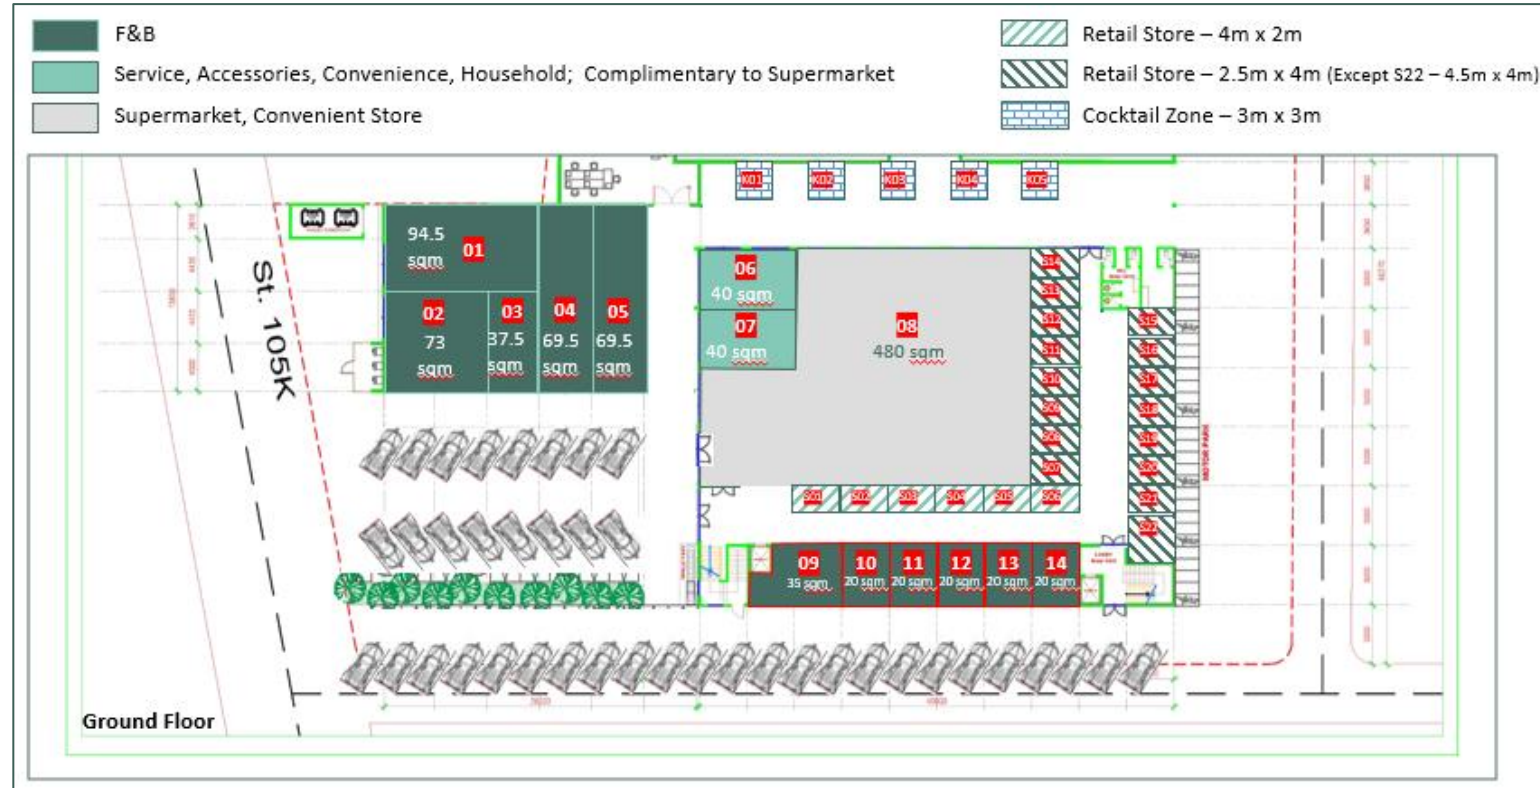 F&B
Service, Accessories, Convenience, Household;  Complimentary to Supermarket
Supermarket, Convenient Store
Retail Store – 4m x 2m
Retail Store – 2.5m x 4m (Except S22 – 4.5m x 4m)
Cocktail Zone – 3m x 3m
K01 K02 K03 K04 K05
St. 105K
94.5
sqm
01
02
73
sqm
03
37.5
sqm
04
69.5
sqm
05
69.5
sqm
06
40 sqm
07
40 sqm
08
480 sqm
S14
S13
S12
S11
S10
S09
S08
S07
S15
S16
S17
S18
S19
S20
S21
S22
MOTOR PARK
S01 S02 S03 S04 S05 S06
09
35 sqm
10
20 sqm
11
20 sqm
12
20 sqm
13
20 sqm
14
20 sqm
Ground Floor